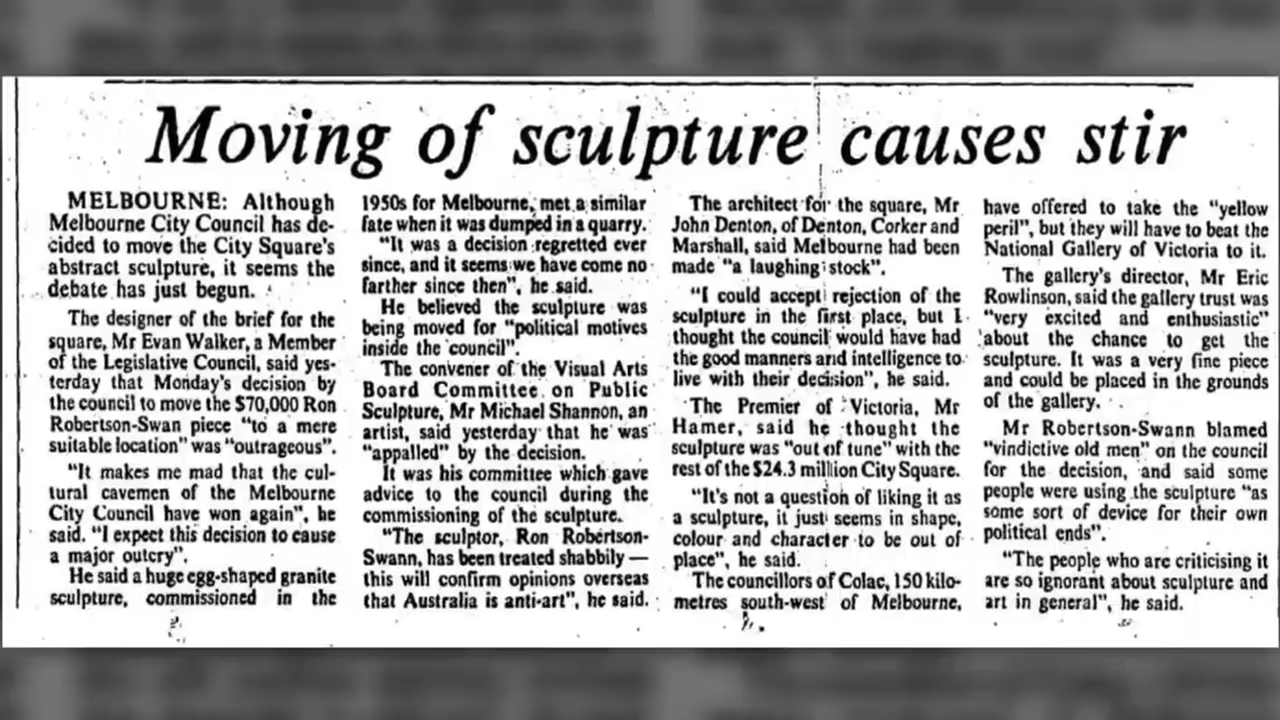 Moving of sculpture causes stir
MELBOURNE: Although
Melbourne City Council has de-
cided to move the City Square's
abstract sculpture, it seems the
debate has just begun.
The designer of the brief for the
square, Mr Evan Walker, a Member
of the Legislative Council, said yes-
terday that Monday's decision by
the council to move the $70,000 Ron
Robertson-Swan piece "to a mere
suitable location" was "outrageous".
"It makes me mad that the cul-
tural cavemen of the Melbourne
City Council have won again", he
said. "I expect this decision to cause
a major outcry".
He said a huge egg-shaped granite
sculpture, commissioned in the
1950s for Melbourne, met a similar
fate when it was dumped in a quarry.
"It was a decision regretted ever
since, and it seems we have come no
farther since then", he said.
He believed the sculpture was
being moved for "political motives
inside the council".
The convener of the Visual Arts
Board Committee on Public
Sculpture, Mr Michael Shannon, an
artist, said yesterday that he was
"appalled" by the decision.
It was his committee which gave
advice to the council during the
commissioning of the sculpture.
"The sculptor, Ron Robertson-
Swann, has been treated shabbily —
this will confirm opinions overseas
that Australia is anti-art", he said.
The architect for the square, Mr
John Denton, of Denton, Corker and
Marshall, said Melbourne had been
made "a laughing stock".
"I could accept rejection of the
sculpture in the first place, but I
thought the council would have had
the good manners and intelligence to
live with their decision", he said.
The Premier of Victoria, Mr
Hamer, said he thought the
sculpture was "out of tune" with the
rest of the $24.3 million City Square.
"It's not a question of liking it as
a sculpture, it just seems in shape,
colour and character to be out of
place", he said.
The councillors of Colac, 150 kilo-
metres south-west of Melbourne,
have offered to take the "yellow
peril", but they will have to beat the
National Gallery of Victoria to it.
The gallery's director, Mr Eric
Rowlinson, said the gallery trust was
"very excited and enthusiastic"
about the chance to get the
sculpture. It was a very fine piece
and could be placed in the grounds
of the gallery.
Mr Robertson-Swann blamed
"vindictive old men" on the council
for the decision, and said some
people were using the sculpture "as
some sort of device for their own
political ends".
"The people who are criticising it
are so ignorant about sculpture and
art in general", he said.